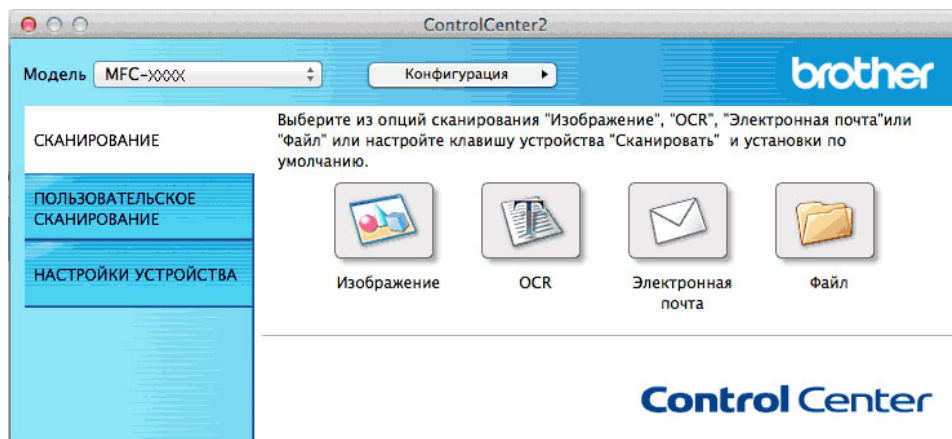 ControlCenter2
Модель MFC-XXXX Конфигурация brother
Выберите из опций сканирования "Изображение", "OCR", "Электронная почта"или
"Файл" или настройте клавишу устройства "Сканировать" и установки по
умолчанию.
СКАНИРОВАНИЕ
ПОЛЬЗОВАТЕЛЬСКОЕ
СКАНИРОВАНИЕ
НАСТРОЙКИ УСТРОЙСТВА
Изображение
OCR
Электронная
почта
Файл
Control Center